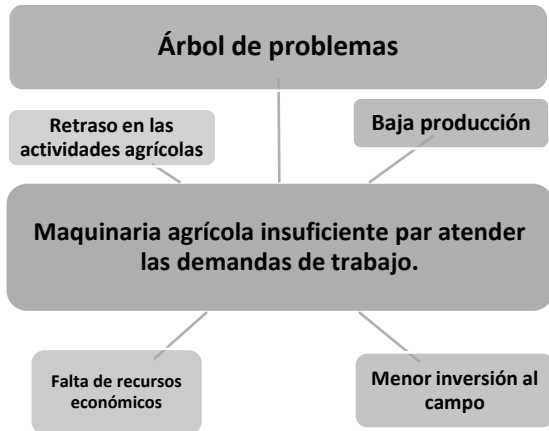 Árbol de problemas
Retraso en las
actividades agrícolas
Baja producción
Maquinaria agrícola insuficiente par atender
las demandas de trabajo.
Falta de recursos
económicos
Menor inversión al
campo